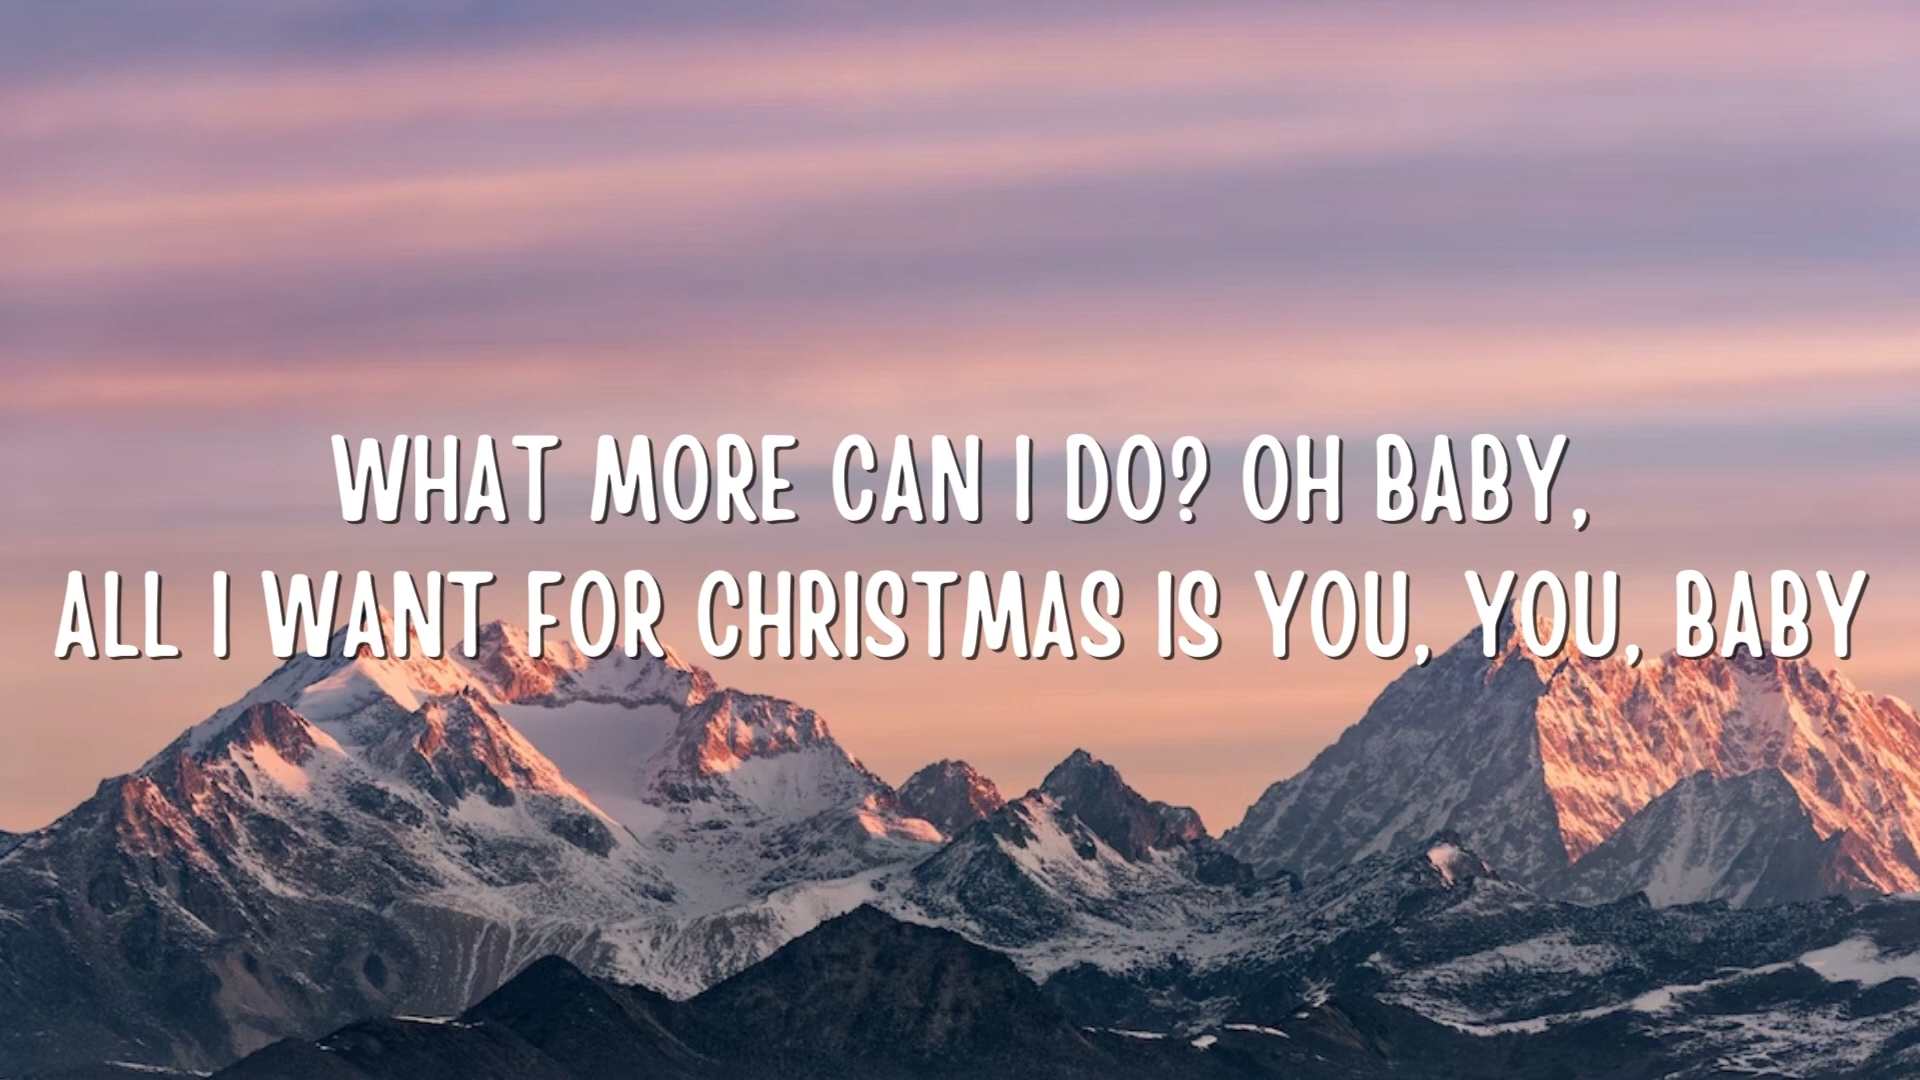 WHAT MORE CAN I DO? OH BABY,
ALL I WANT FOR CHRISTMAS IS YOU, YOU, BABY